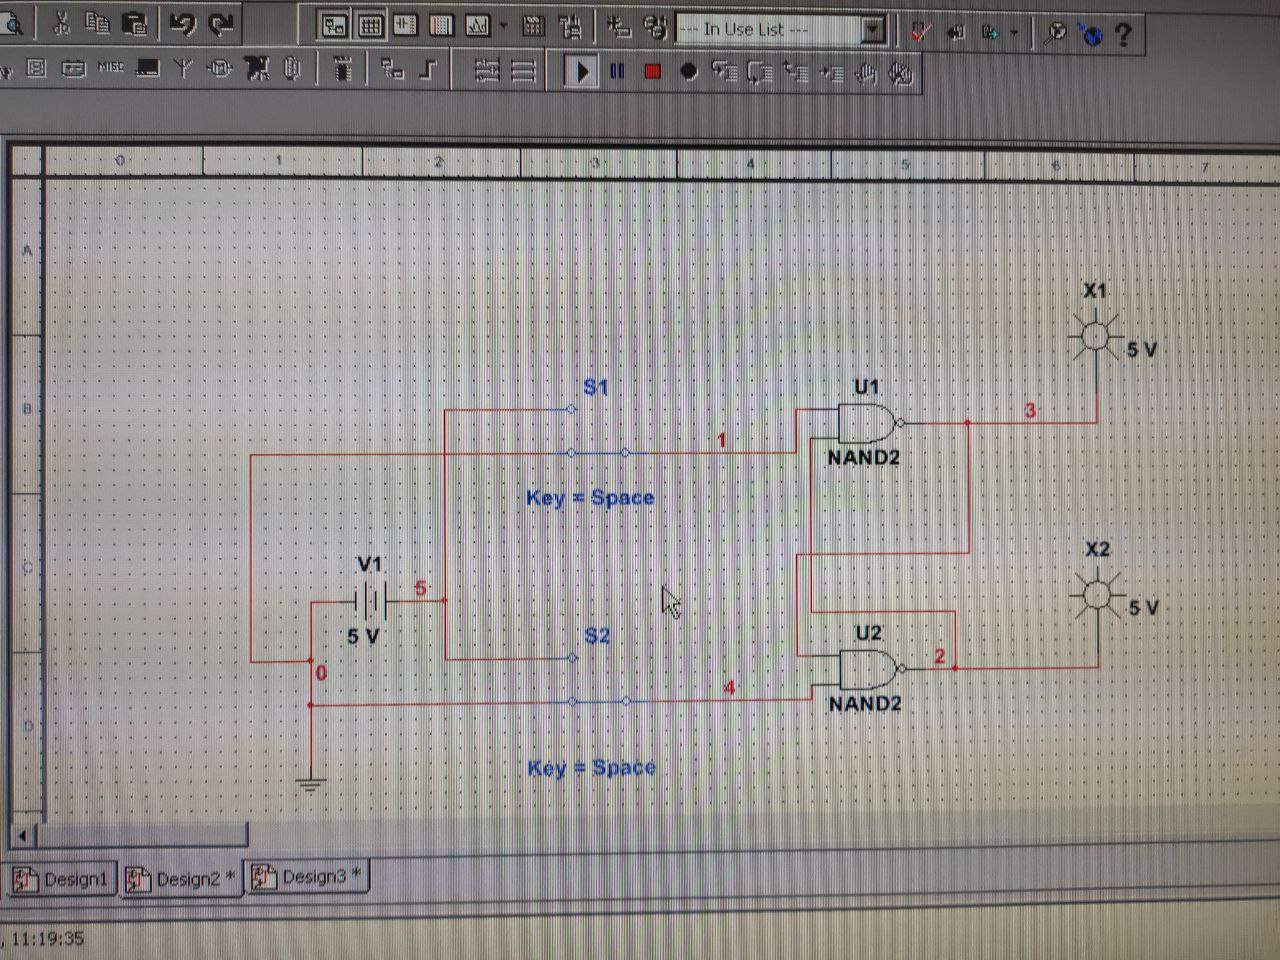 --- In Use List ---
?
MISC
0 1 2 3 4 5 6 7
A
B
C
D
X1
5 V
S1
U1
3
1
NAND2
Key = Space
X2
V1
5
5 V
5 V
S2
U2
2
0
4
NAND2
Key = Space
Design1 Design2 * Design3 *
, 11:19:35